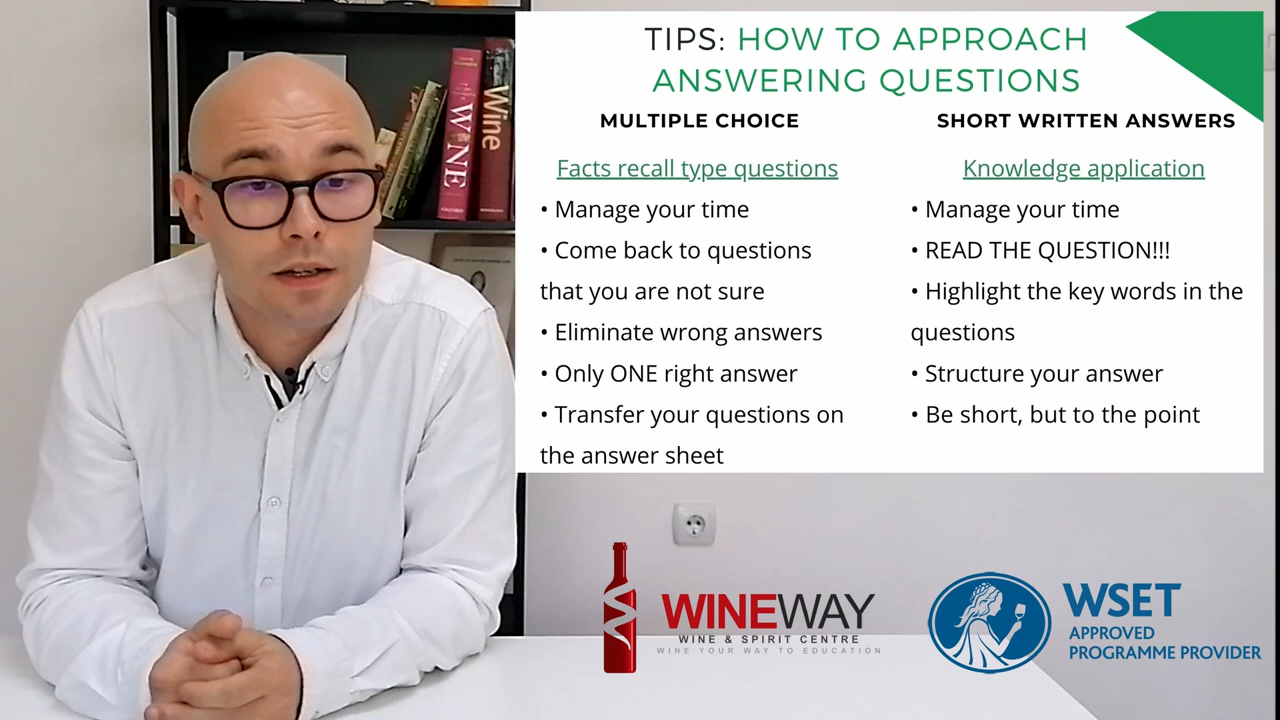 TIPS: HOW TO APPROACH
ANSWERING QUESTIONS
MULTIPLE CHOICE
Facts recall type questions
• Manage your time
• Come back to questions
that you are not sure
• Eliminate wrong answers
• Only ONE right answer
• Transfer your questions on
the answer sheet
SHORT WRITTEN ANSWERS
Knowledge application
• Manage your time
• READ THE QUESTION!!!
• Highlight the key words in the
questions
• Structure your answer
• Be short, but to the point
WINE
Wine
WINEWAY
WINE & SPIRIT CENTRE
WINE YOUR WAY TO EDUCATION
WSET
APPROVED
PROGRAMME PROVIDER